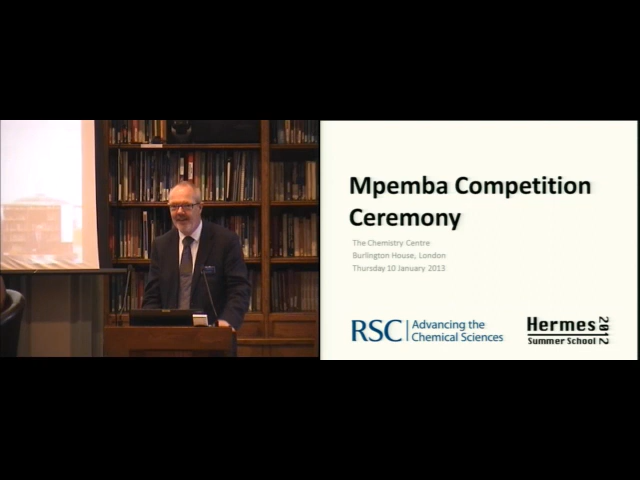 Mpemba Competition
Ceremony
The Chemistry Centre
Burlington House, London
Thursday 10 January 2013
RSC Advancing the
Chemical Sciences
Hermes 2012
Summer School